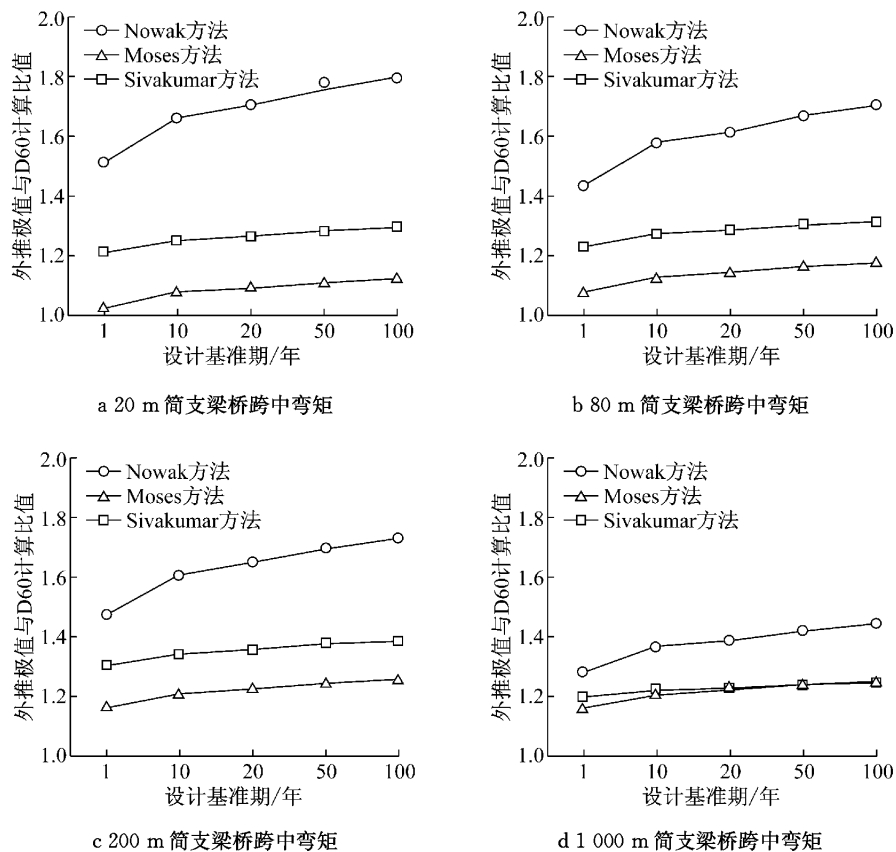 外推极值与D60计算比值
2.0
1.8
1.6
1.4
1.2
1.0
Nowak方法
Moses方法
Sivakumar方法
1 10 20 50 100
设计基准期/年
a 20 m 简支梁桥跨中弯矩
外推极值与D60计算比值
2.0
1.8
1.6
1.4
1.2
1.0
Nowak方法
Moses方法
Sivakumar方法
1 10 20 50 100
设计基准期/年
b 80 m 简支梁桥跨中弯矩
外推极值与D60计算比值
2.0
1.8
1.6
1.4
1.2
1.0
Nowak方法
Moses方法
Sivakumar方法
1 10 20 50 100
设计基准期/年
c 200 m 简支梁桥跨中弯矩
外推极值与D60计算比值
2.0
1.8
1.6
1.4
1.2
1.0
Nowak方法
Moses方法
Sivakumar方法
1 10 20 50 100
设计基准期/年
d 1 000 m 简支梁桥跨中弯矩